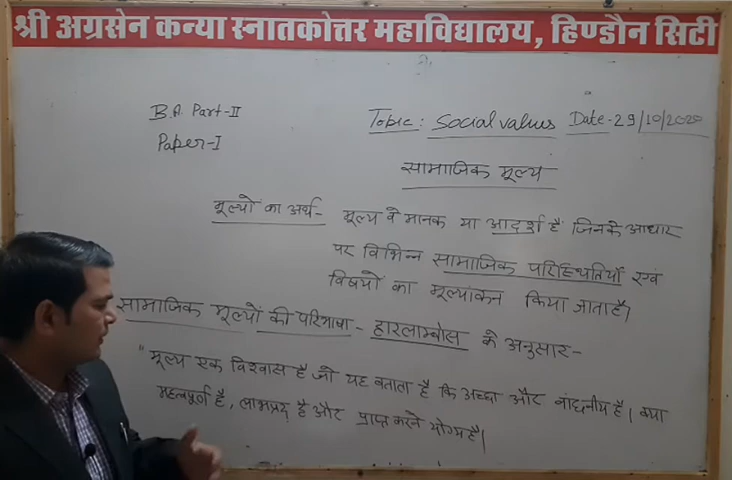 श्री अग्रसेन कन्या स्नातकोत्तर महाविद्यालय, हिण्डौन सिटी
B.A. Part-II
Topic: Social values Date-29/10/2020
Paper-I
सामाजिक मूल्य
मूल्यों का अर्थ- मूल्य वे मानक या आदर्श हैं जिनके आधार
पर विभिन्न सामाजिक परिस्थितियों एवं
विषयों का मूल्यांकन किया जाता है।
सामाजिक मूल्यों की परिभाषा - हारलाम्बोस के अनुसार-
"मूल्य एक विश्वास है जो यह बताता है कि अच्छा और वांछनीय है। क्या
महत्वपूर्ण है, लाभप्रद है और प्राप्त करने योग्य है।